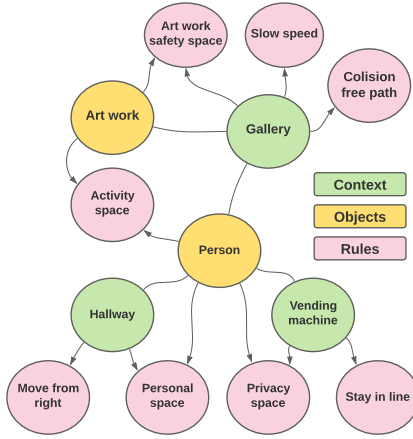 Art work
safety space
Slow speed
Colision
free path
Art work
Gallery
Context
Activity
space
Objects
Person
Rules
Hallway
Vending
machine
Move from
right
Personal
space
Privacy
space
Stay in line